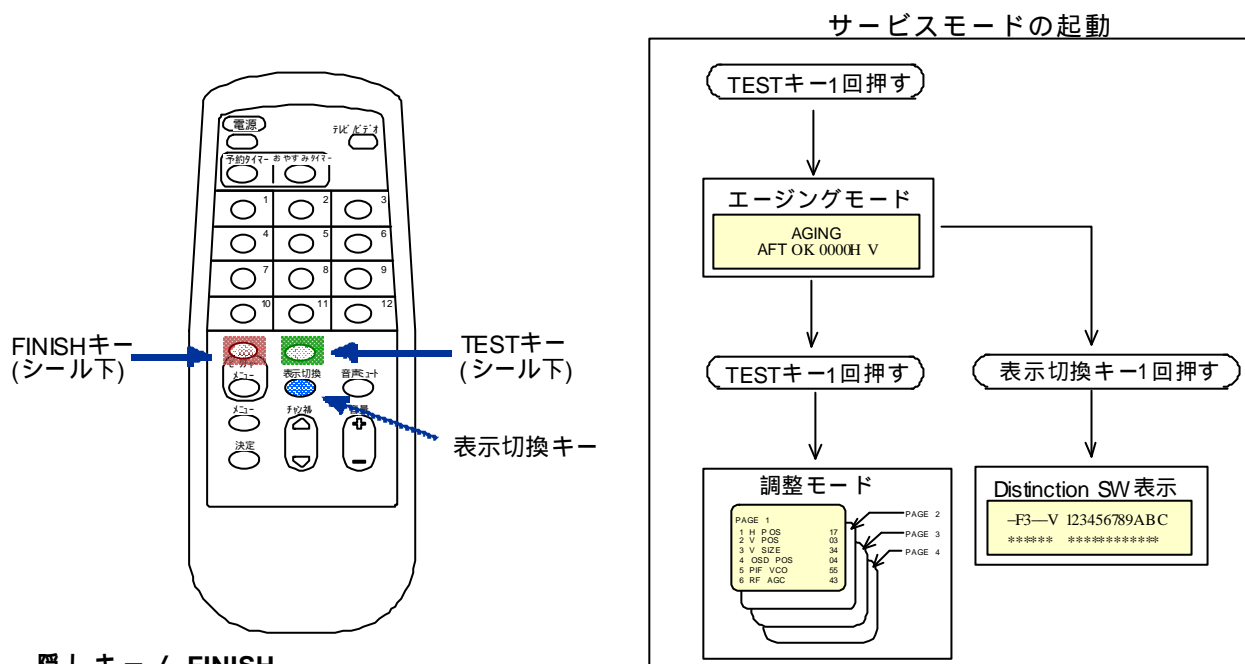 サービスモードの起動
電源
テレビ/ビデオ
予約タイマー おやすみタイマー
1 2 3
4 5 6
7 8 9
10 11 12
FINISHキー
(シール下)
TESTキー
(シール下)
メニュー 表示切換 音声ミュート
メニュー チャンネル 音量
決定
表示切換キー
TESTキー1回押す
エージングモード
AGING
AFT OK 0000H V
TESTキー1回押す
表示切換キー1回押す
調整モード
PAGE 1
1 H POS 17
2 V POS 03
3 V SIZE 34
4 OSD POS 04
5 PIF VCO 55
6 RF AGC 43
PAGE 2
PAGE 3
PAGE 4
Distinction SW表示
–F3––V 123456789ABC
****** ************
隠しキー / FINISH